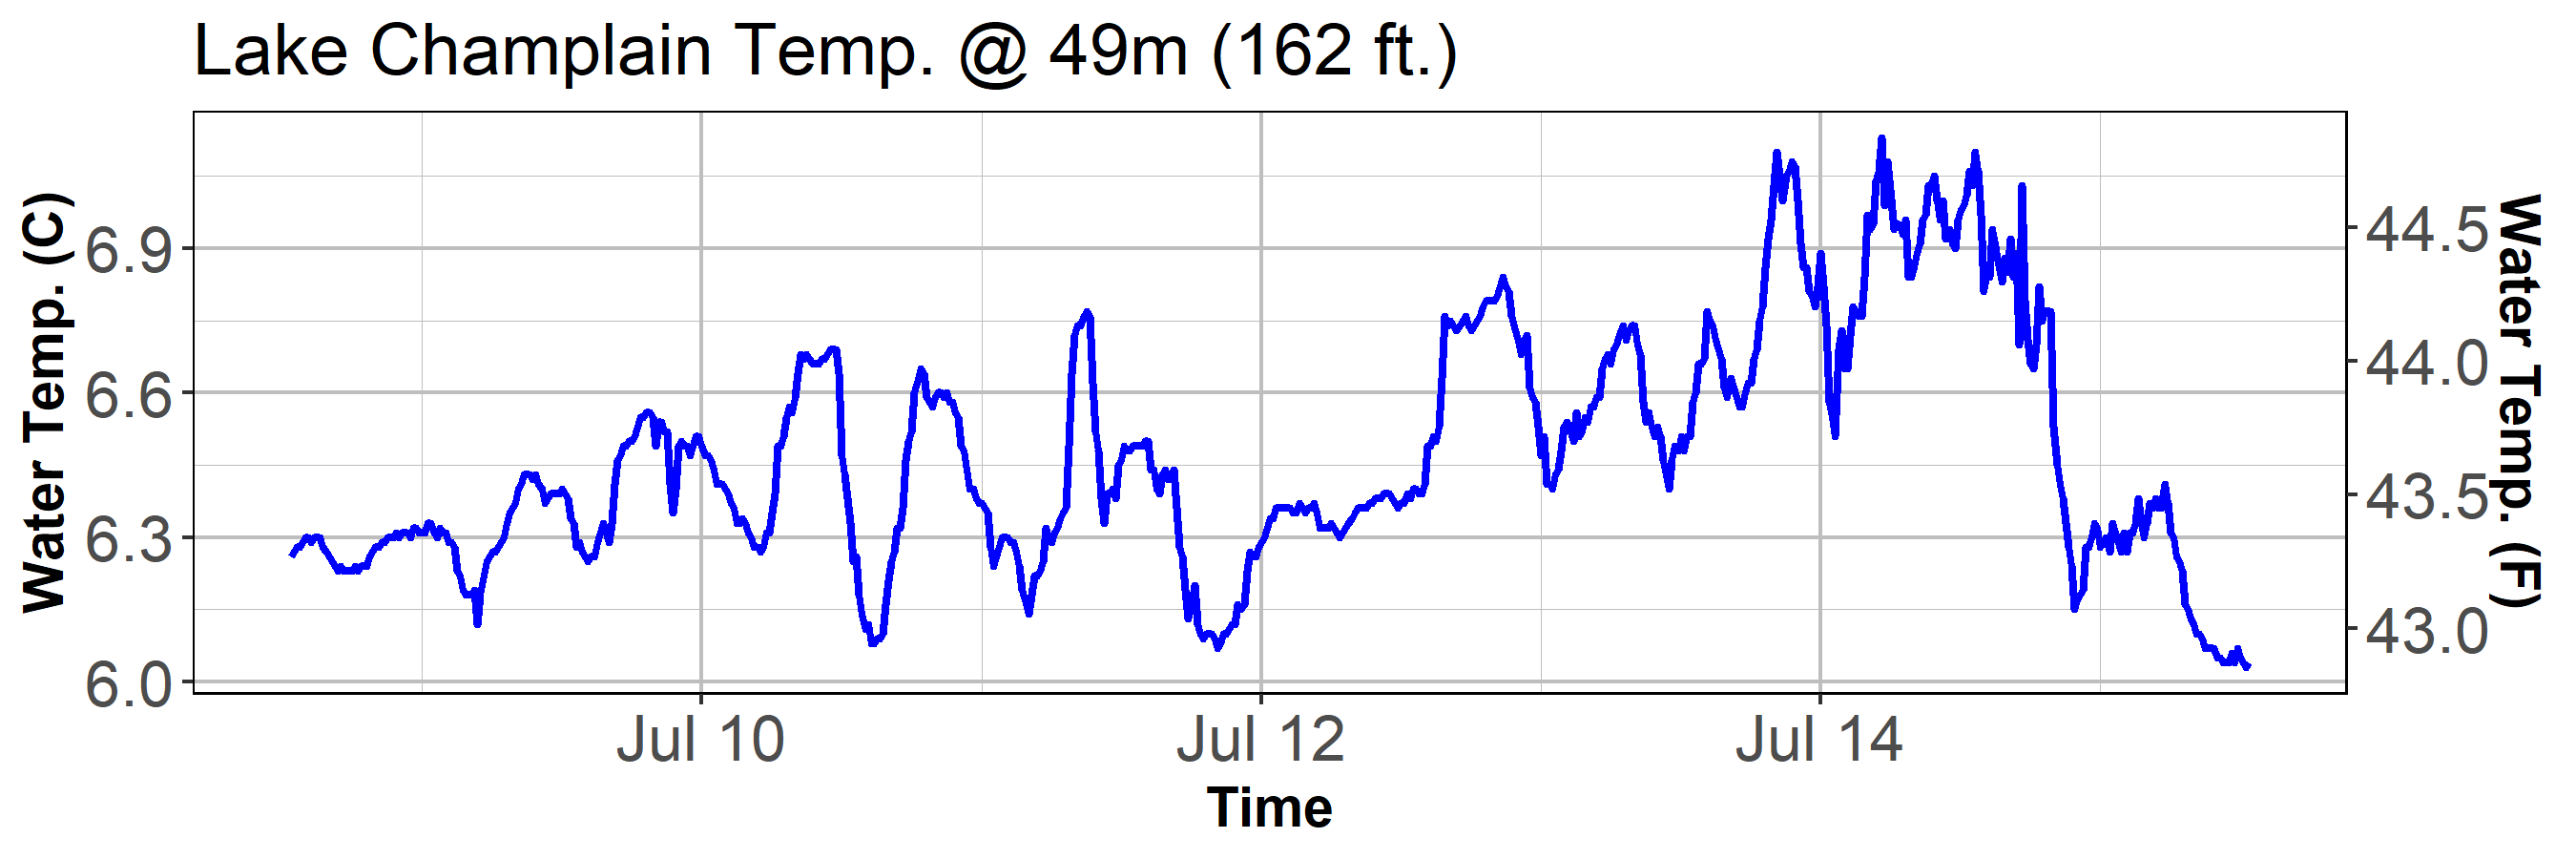 Lake Champlain Temp. @ 49m (162 ft.)
Water Temp. (C)
6.9
6.6
6.3
6.0
44.5
44.0
43.5
43.0
Water Temp. (F)
Jul 10
Jul 12
Jul 14
Time